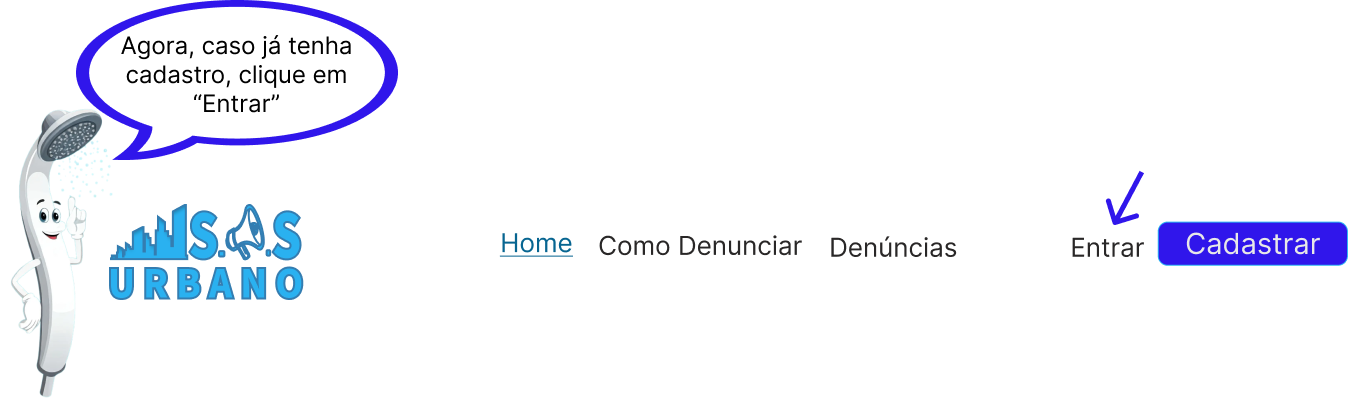 Agora, caso já tenha
cadastro, clique em
“Entrar”
S.O.S
URBANO
Home
Como Denunciar
Denúncias
Entrar
Cadastrar